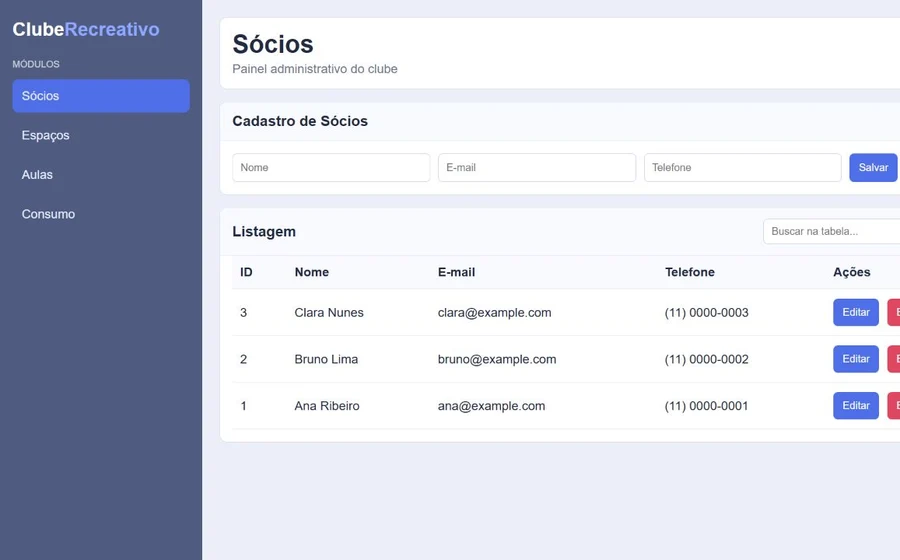 ClubeRecreativo
MÓDULOS
Sócios
Espaços
Aulas
Consumo
Sócios
Painel administrativo do clube
Cadastro de Sócios
Nome E-mail Telefone Salvar
Listagem Buscar na tabela...
ID Nome E-mail Telefone Ações
3 Clara Nunes clara@example.com (11) 0000-0003 Editar
2 Bruno Lima bruno@example.com (11) 0000-0002 Editar
1 Ana Ribeiro ana@example.com (11) 0000-0001 Editar